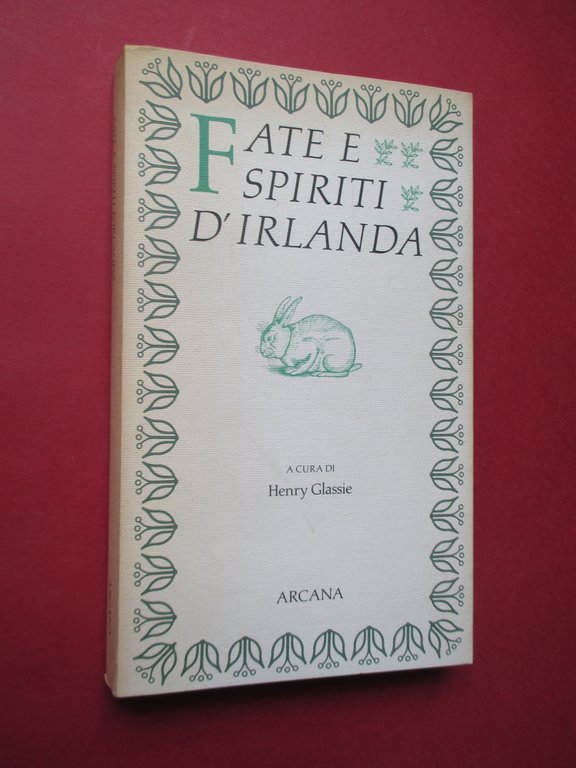 FATE E
SPIRITI
D'IRLANDA
A CURA DI
Henry Glassie
ARCANA